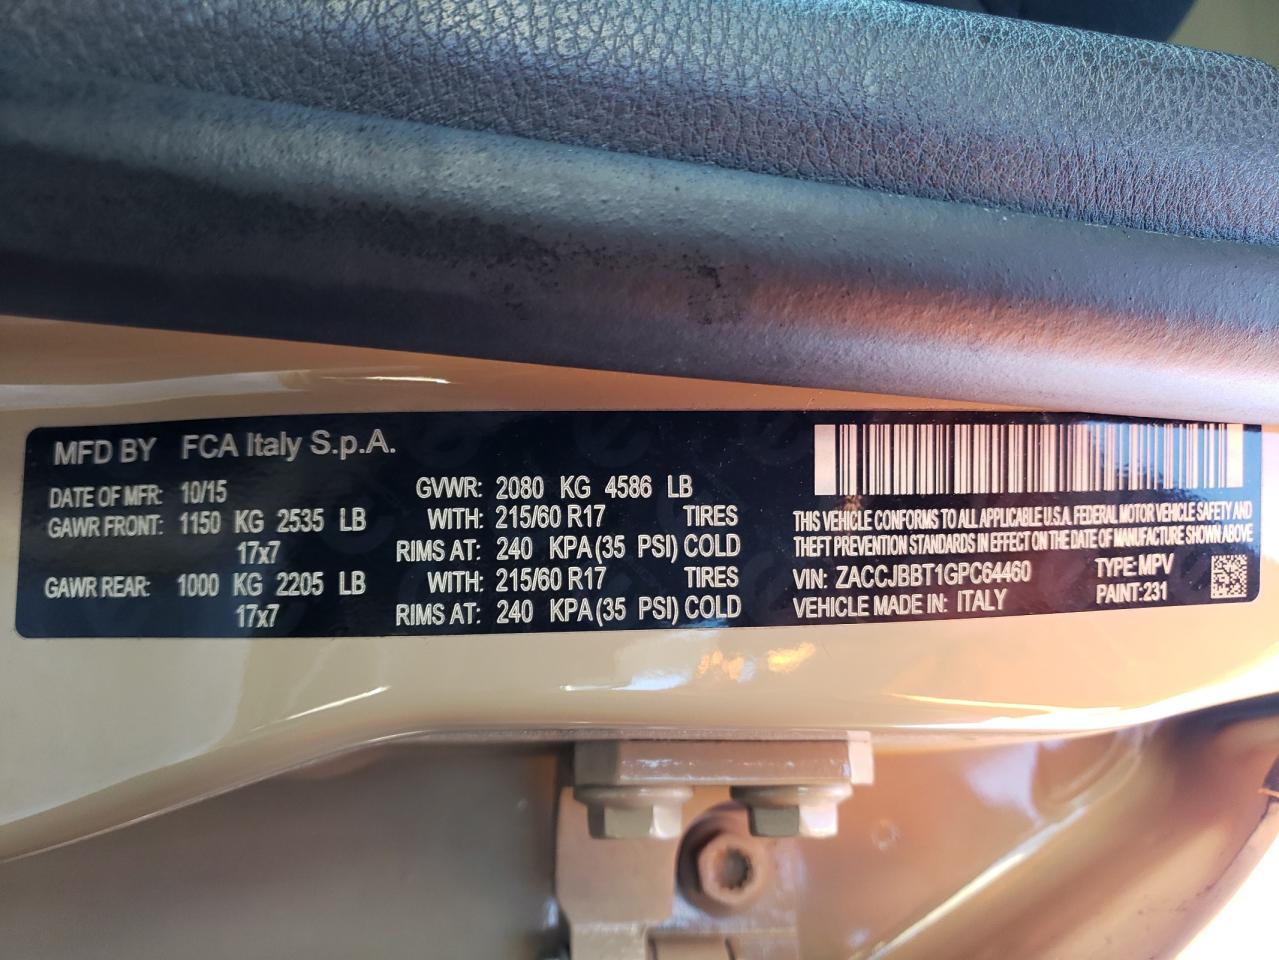 MFD BY FCA Italy S.p.A.
DATE OF MFR: 10/15 GVWR: 2080 KG 4586 LB
GAWR FRONT: 1150 KG 2535 LB WITH: 215/60 R17 TIRES
17x7 RIMS AT: 240 KPA(35 PSI) COLD
GAWR REAR: 1000 KG 2205 LB WITH: 215/60 R17 TIRES
17x7 RIMS AT: 240 KPA(35 PSI) COLD
THIS VEHICLE CONFORMS TO ALL APPLICABLE U.S.A. FEDERAL MOTOR VEHICLE SAFETY AND
THEFT PREVENTION STANDARDS IN EFFECT ON THE DATE OF MANUFACTURE SHOWN ABOVE
VIN: ZACCJBBT1GPC64460 TYPE: MPV
VEHICLE MADE IN: ITALY PAINT:231